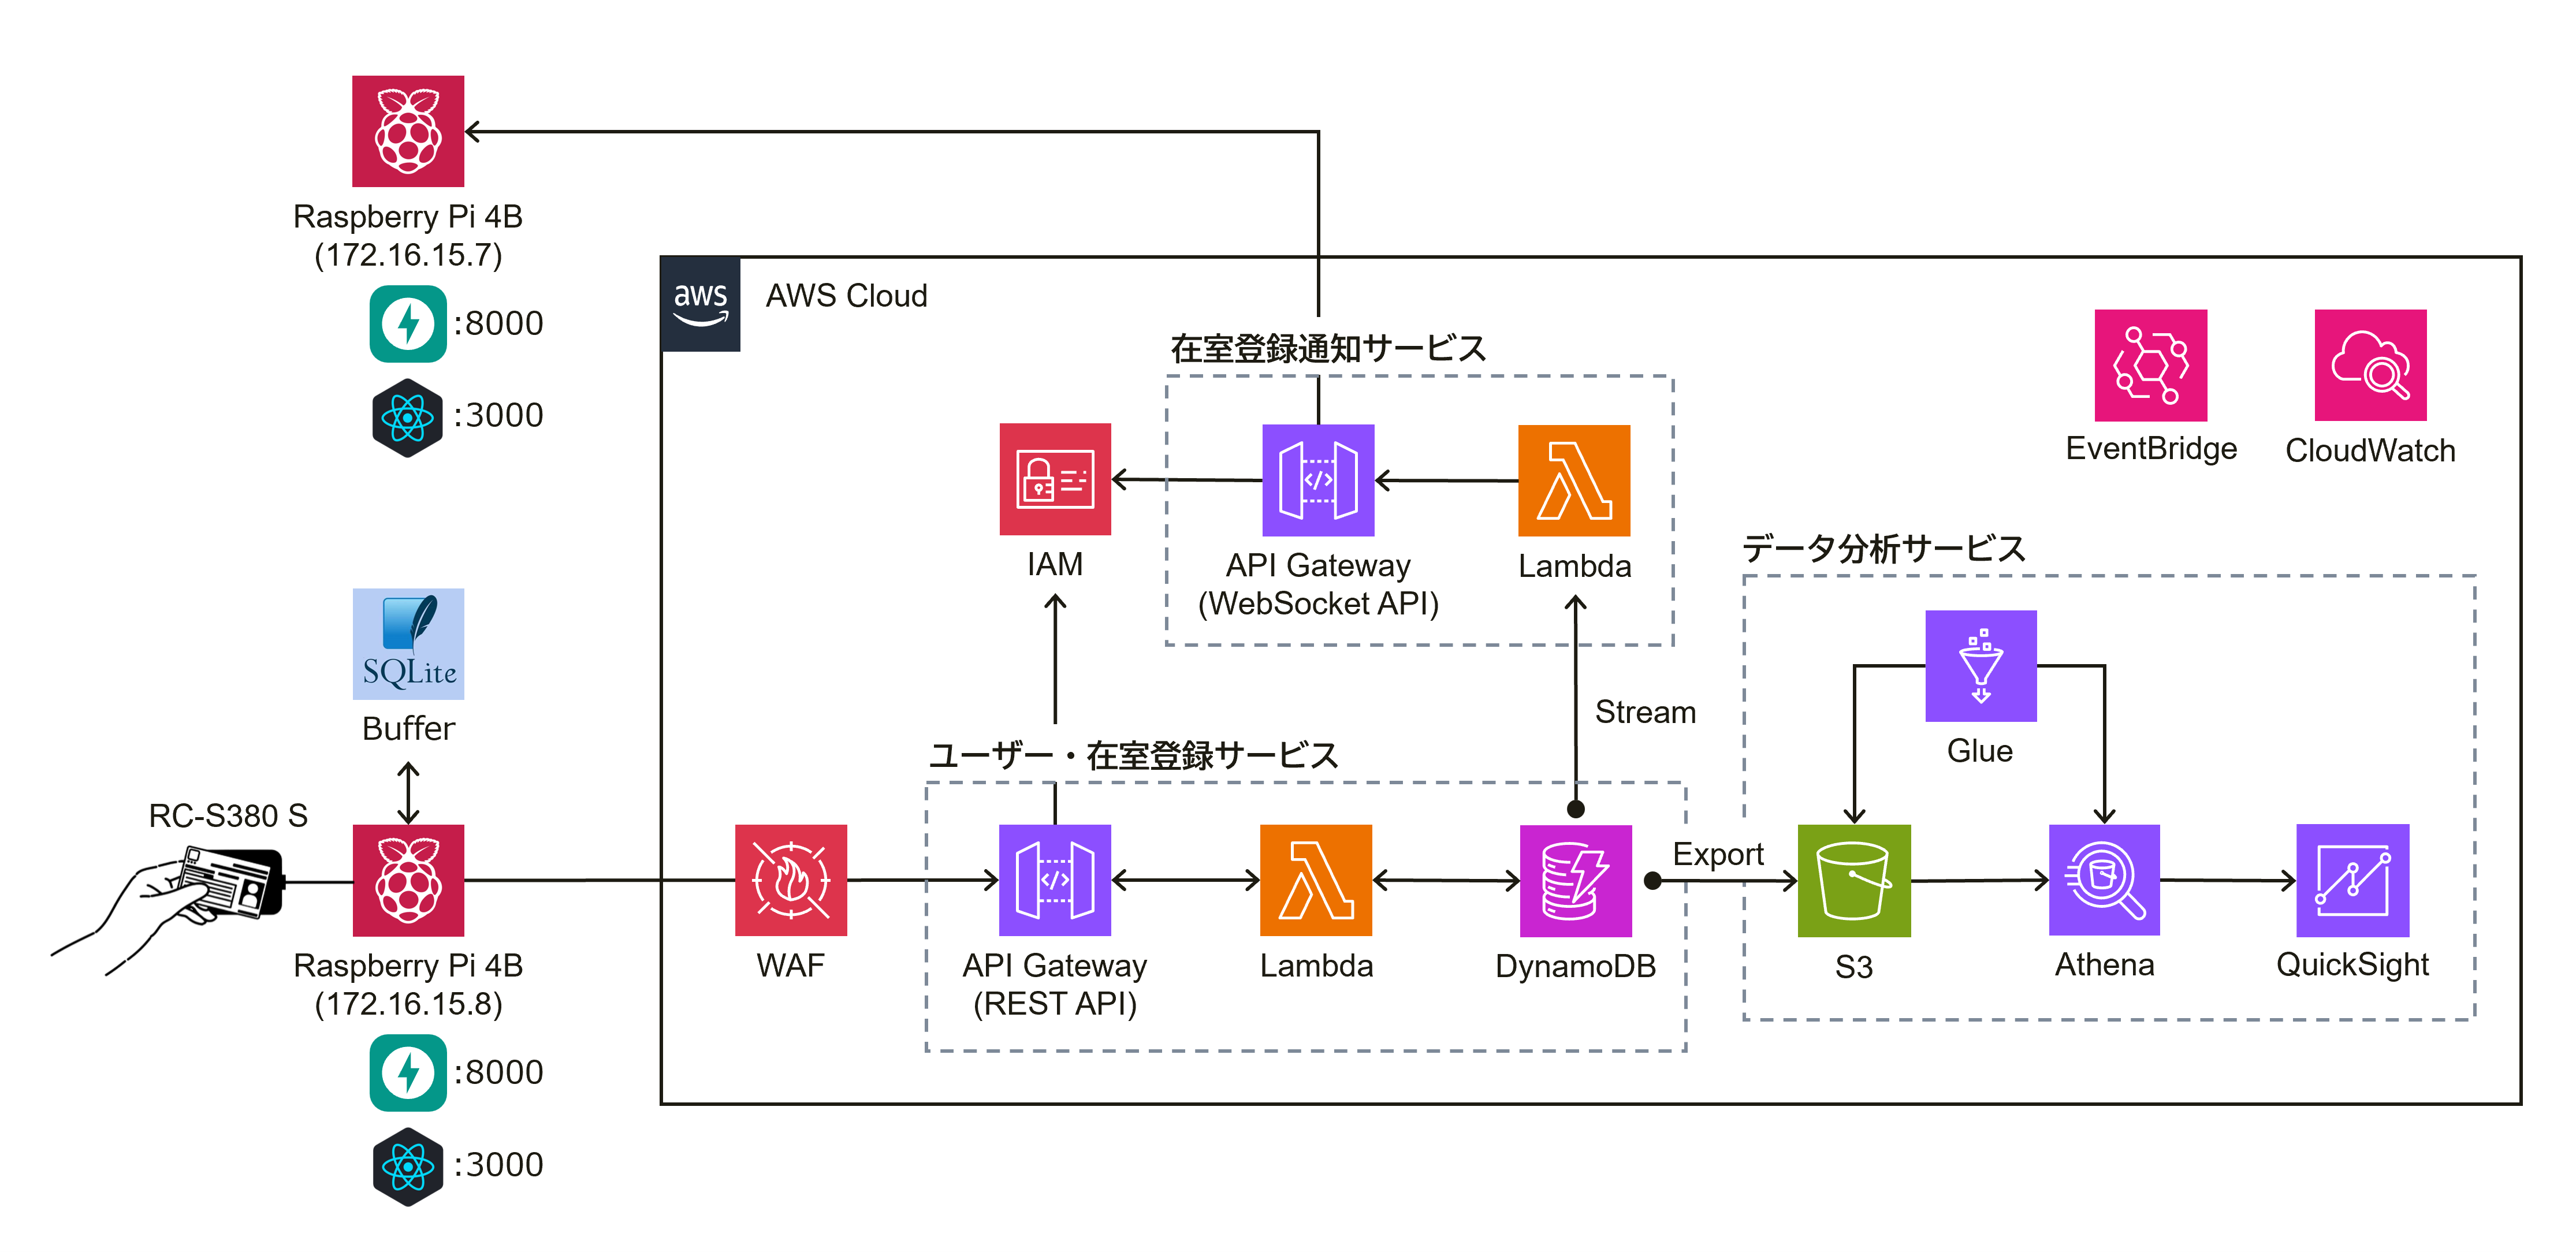 Raspberry Pi 4B
(172.16.15.7)
:8000
:3000
aws
AWS Cloud
在室登録通知サービス
EventBridge
CloudWatch
IAM
API Gateway
(WebSocket API)
Lambda
データ分析サービス
SQLite
Buffer
Stream
Glue
ユーザー・在室登録サービス
RC-S380 S
Export
Raspberry Pi 4B
(172.16.15.8)
WAF
API Gateway
(REST API)
Lambda
DynamoDB
S3
Athena
QuickSight
:8000
:3000